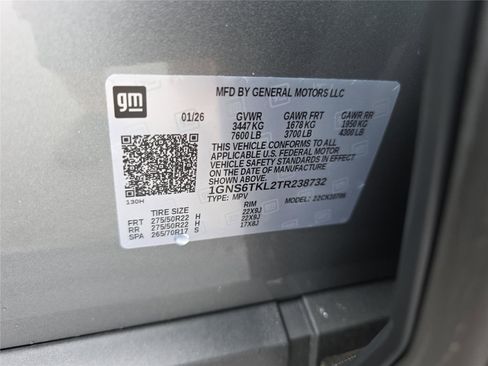 gm
MFD BY GENERAL MOTORS LLC
01/26 GVWR GAWR FRT GAWR RR
3447 KG 1678 KG 1950 KG
7600 LB 3700 LB 4300 LB
THIS VEHICLE CONFORMS TO ALL
APPLICABLE U.S. FEDERAL MOTOR
VEHICLE SAFETY AND THEFT PREVENTION
STANDARDS IN EFFECT ON THE DATE
OF MANUFACTURE SHOWN ABOVE.
1GNS6TKL2TR238732
TYPE: MPV MODEL:
130H
TIRE SIZE RIM
FRT 275/50R22 H 22X9J
RR 275/50R22 H 22X9J
SPA 265/70R17 S 17X8J